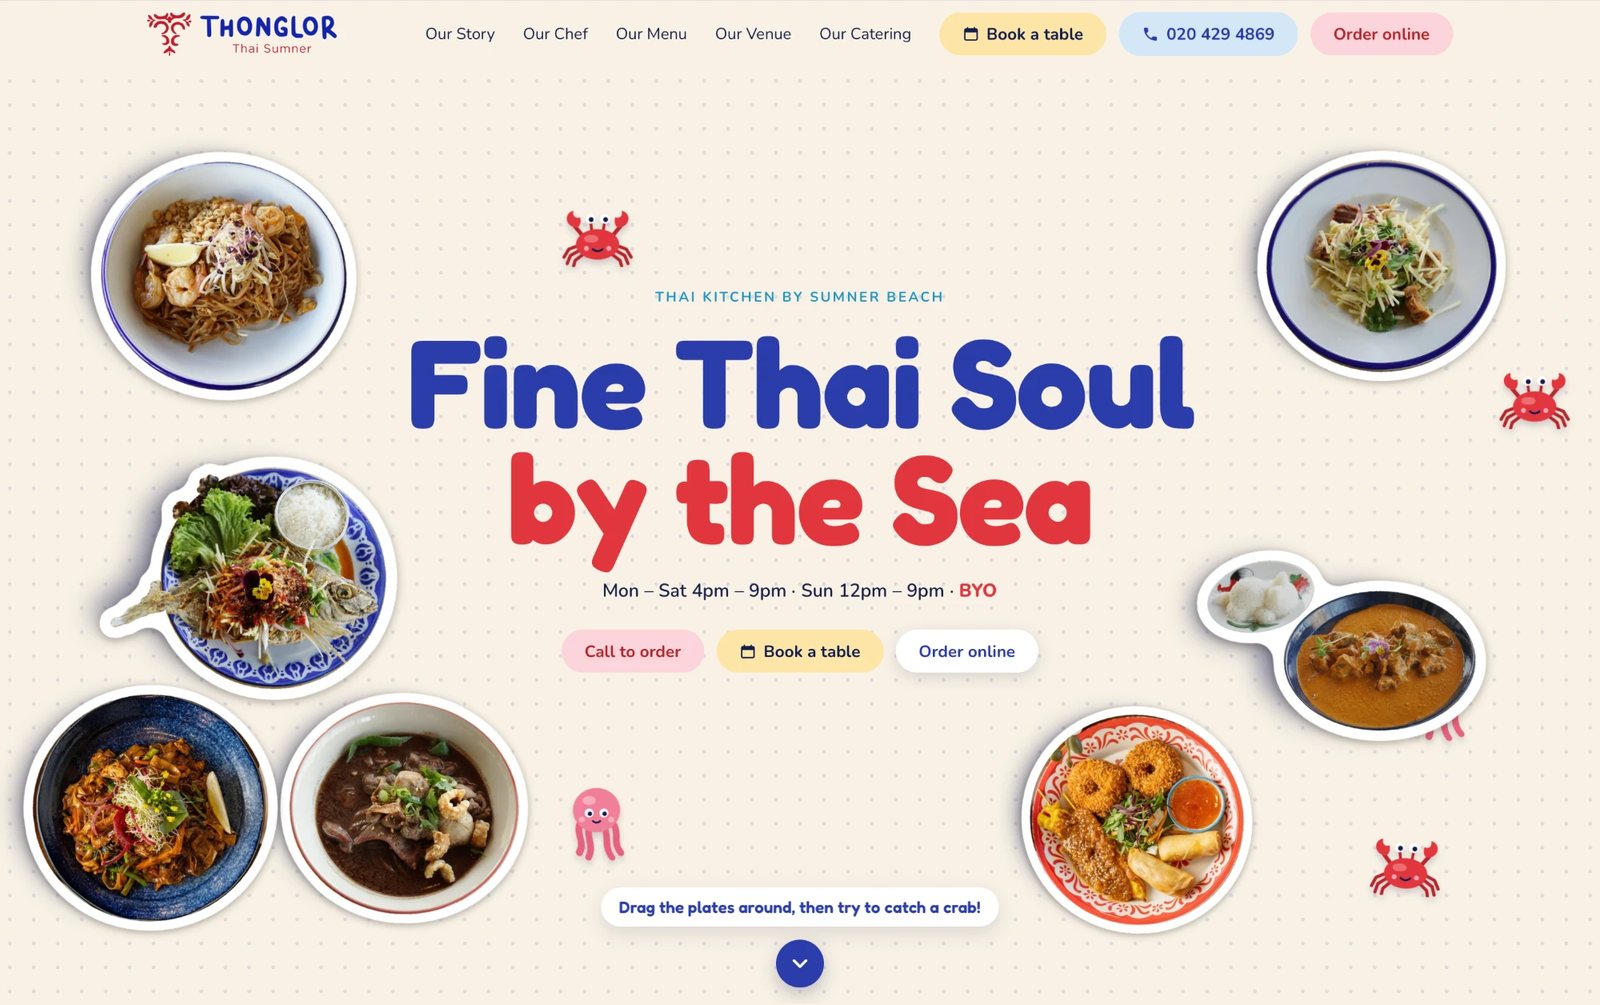 THONGLOR
Thai Sumner
Our Story
Our Chef
Our Menu
Our Venue
Our Catering
Book a table
020 429 4869
Order online
THAI KITCHEN BY SUMNER BEACH
Fine Thai Soul
by the Sea
Mon – Sat 4pm – 9pm · Sun 12pm – 9pm · BYO
Call to order
Book a table
Order online
Drag the plates around, then try to catch a crab!